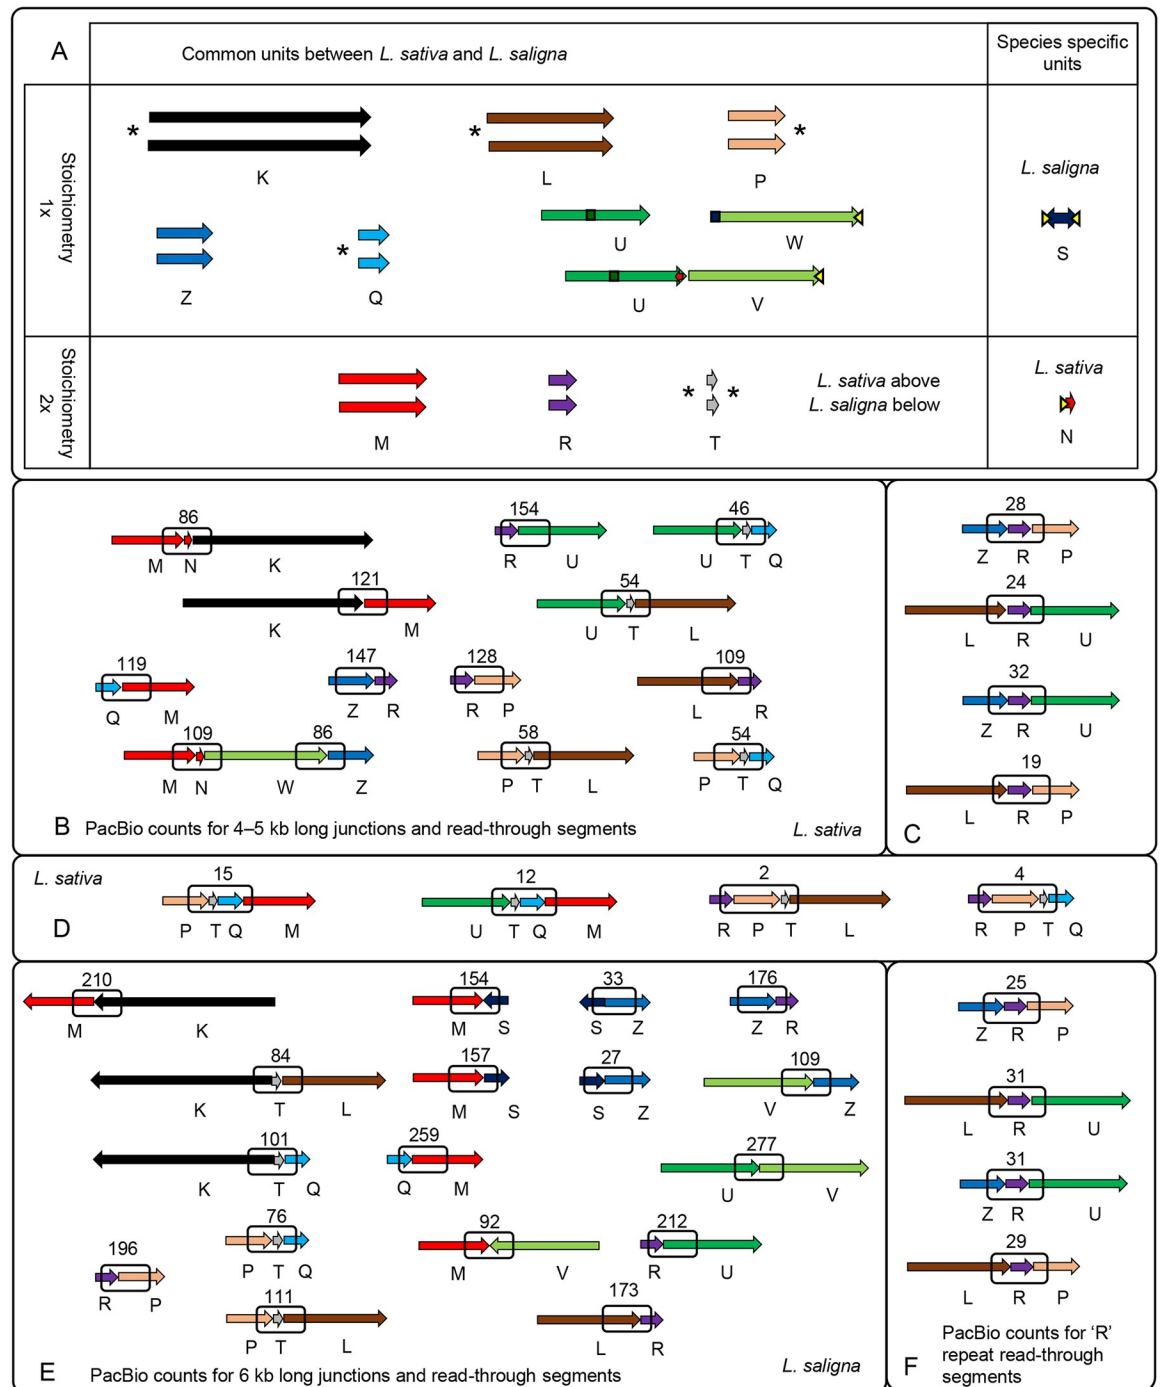 A
Common units between L. sativa and L. saligna
Species specific
units
Stoichiometry
1x
*
K
*
L
*
P
L. saligna
Z
*
Q
U
W
S
U
V
Stoichiometry
2x
M
R
* *
T
L. sativa above
L. saligna below
L. sativa
N
86
M N K
154
R U
46
U T Q
121
K M
54
U T L
119
Q M
147
Z R
128
R P
109
L R
109 86
M N W Z
58
P T L
54
P T Q
B PacBio counts for 4–5 kb long junctions and read-through segments
L. sativa
28
Z R P
24
L R U
32
Z R U
19
L R P
C
L. sativa
D
15
P T Q M
12
U T Q M
2
R P T L
4
R P T Q
210
M K
154
M S
33
S Z
176
Z R
84
K T L
157
M S
27
S Z
109
V Z
101
K T Q
259
Q M
277
U V
76
P T Q
92
M V
212
R U
196
R P
111
P T L
173
L R
E PacBio counts for 6 kb long junctions and read-through segments
L. saligna
25
Z R P
31
L R U
31
Z R U
29
L R P
F
PacBio counts for ‘R’
repeat read-through
segments